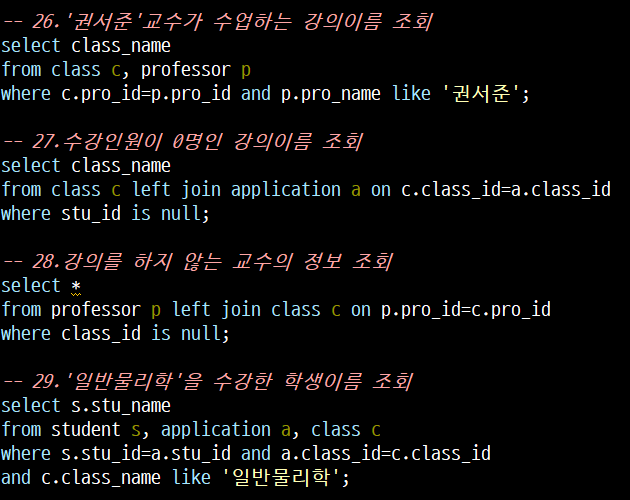 -- 26.'권서준'교수가 수업하는 강의이름 조회
select class_name
from class c, professor p
where c.pro_id=p.pro_id and p.pro_name like '권서준';
-- 27.수강인원이 0명인 강의이름 조회
select class_name
from class c left join application a on c.class_id=a.class_id
where stu_id is null;
-- 28.강의를 하지 않는 교수의 정보 조회
select *
from professor p left join class c on p.pro_id=c.pro_id
where class_id is null;
-- 29.'일반물리학'을 수강한 학생이름 조회
select s.stu_name
from student s, application a, class c
where s.stu_id=a.stu_id and a.class_id=c.class_id
and c.class_name like '일반물리학';